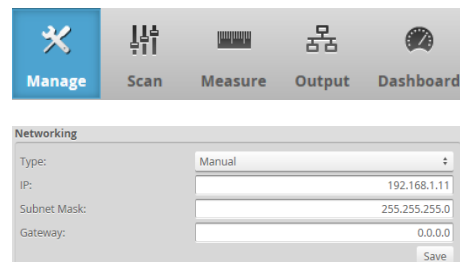 Manage Scan Measure Output Dashboard
Networking
Type: Manual
IP: 192.168.1.11
Subnet Mask: 255.255.255.0
Gateway: 0.0.0.0
Save